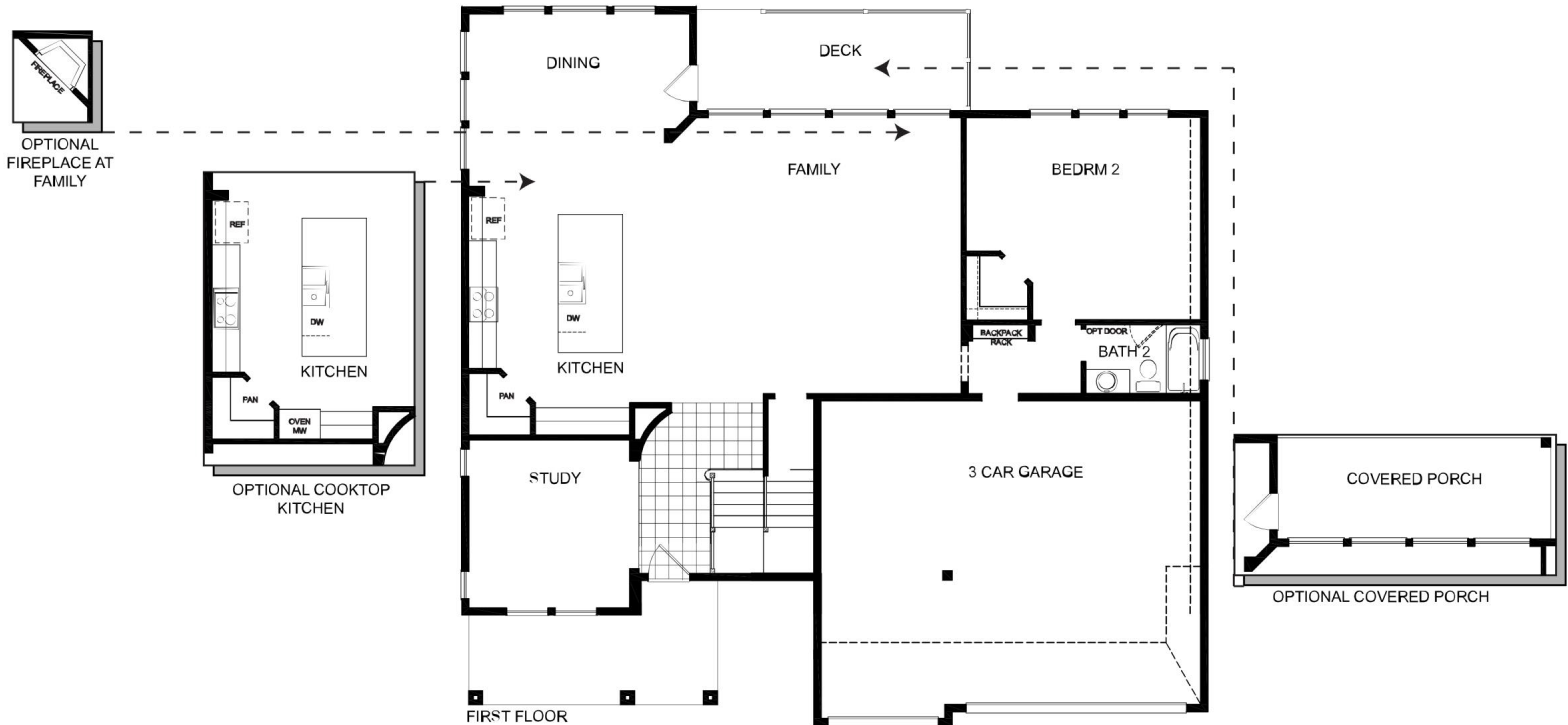 DINING
DECK
FIREPLACE
OPTIONAL
FIREPLACE AT
FAMILY
FAMILY
BEDRM 2
REF
DW
KITCHEN
PAN
OVEN
MW
OPTIONAL COOKTOP
KITCHEN
REF
DW
KITCHEN
PAN
BACKPACK
RACK
OPT DOOR
BATH 2
STUDY
3 CAR GARAGE
COVERED PORCH
OPTIONAL COVERED PORCH
FIRST FLOOR